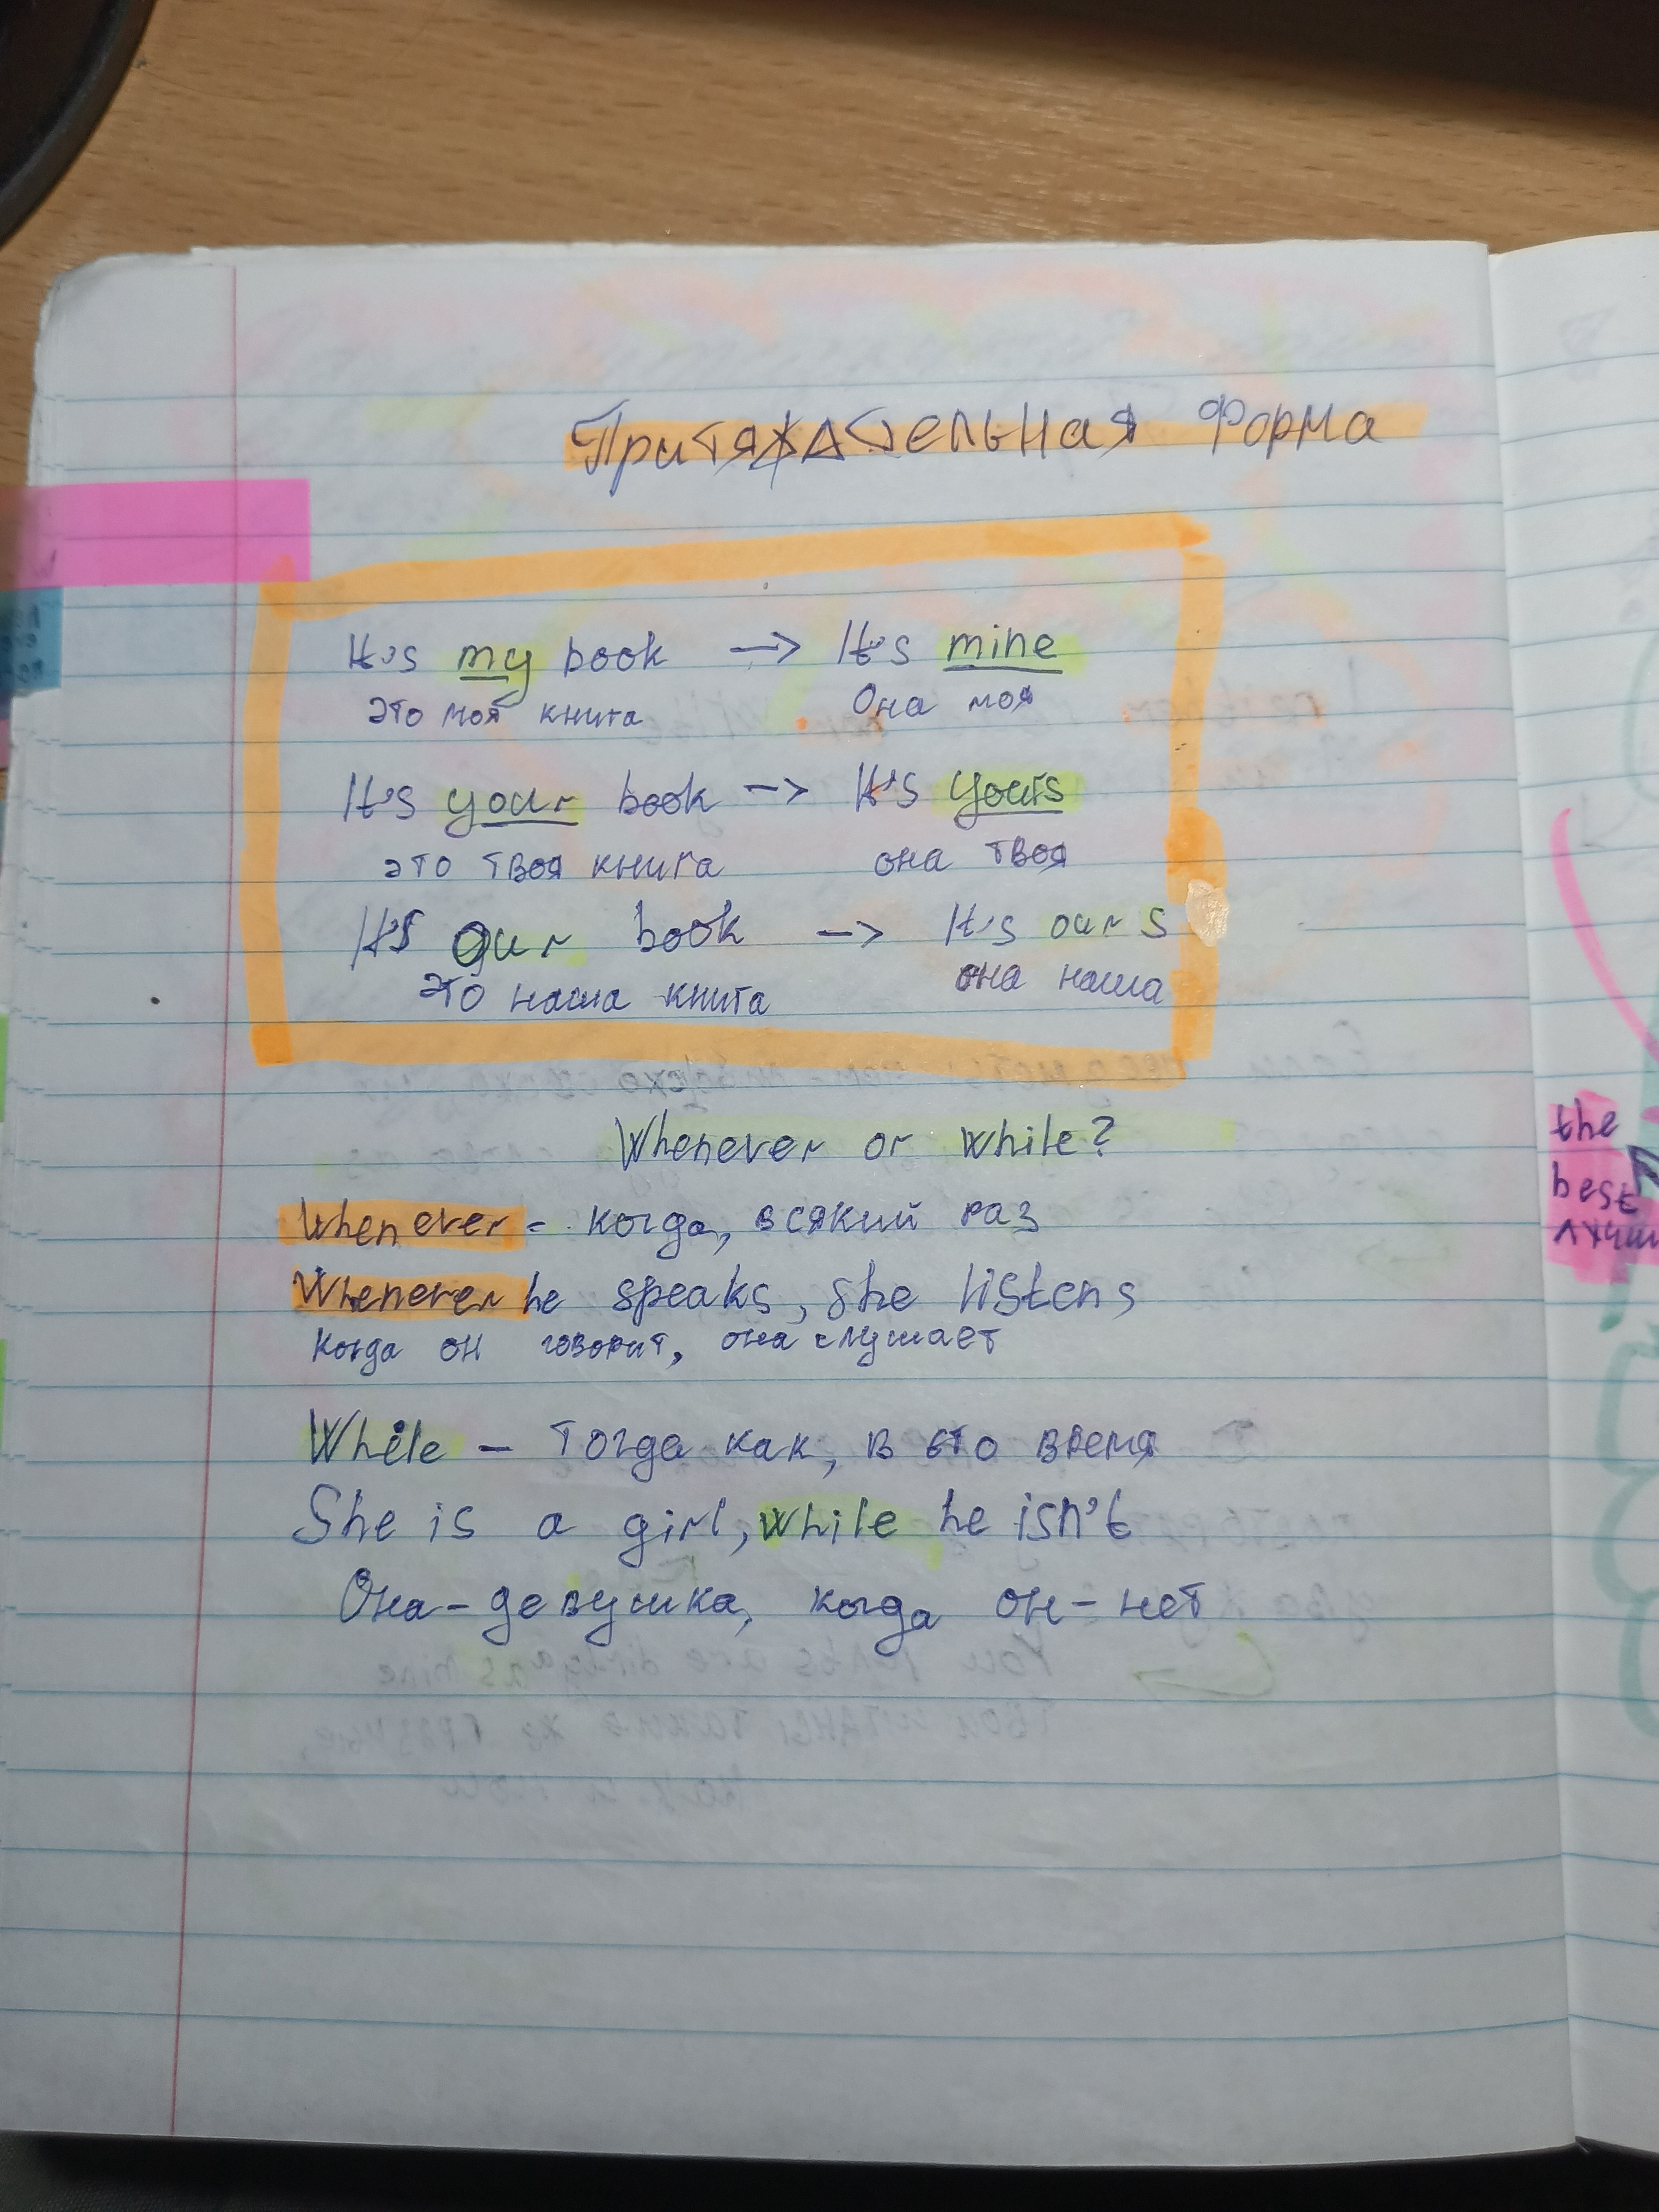 Притяжательная форма
It's my book -> It's mine
это моя книга Она моя
It's your book -> It's yours
это твоя книга она твоя
It's our book -> It's ours
это наша книга она наша
Whenever or while?
Whenever - когда, всякий раз
Whenever he speaks, she listens
когда он говорит, она слушает
While - тогда как, в это время
She is a girl, while he isn't
Она - девушка, когда он - нет
the
best